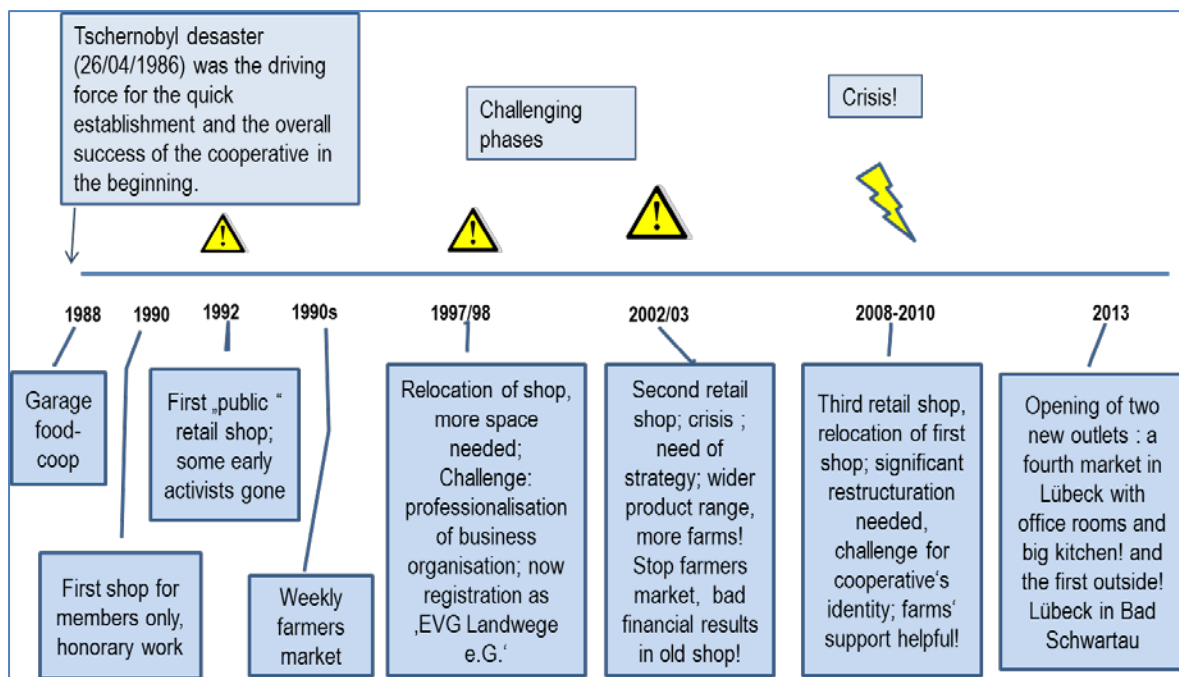 Tschernobyl desaster
(26/04/1986) was the driving
force for the quick
establishment and the overall
success of the cooperative in
the beginning.
Challenging
phases
Crisis!
1988
1990
1992
1990s
1997/98
2002/03
2008-2010
2013
Garage
food-
coop
First shop for
members only,
honorary work
First „public “
retail shop;
some early
activists gone
Weekly
farmers
market
Relocation of shop,
more space
needed;
Challenge:
professionalisation
of business
organisation; now
registration as
‚EVG Landwege
e.G.‘
Second retail
shop; crisis ;
need of
strategy; wider
product range,
more farms!
Stop farmers
market, bad
financial results
in old shop!
Third retail shop,
relocation of first
shop; significant
restructuration
needed,
challenge for
cooperative‘s
identity; farms‘
support helpful!
Opening of two
new outlets : a
fourth market in
Lübeck with
office rooms and
big kitchen! and
the first outside!
Lübeck in Bad
Schwartau